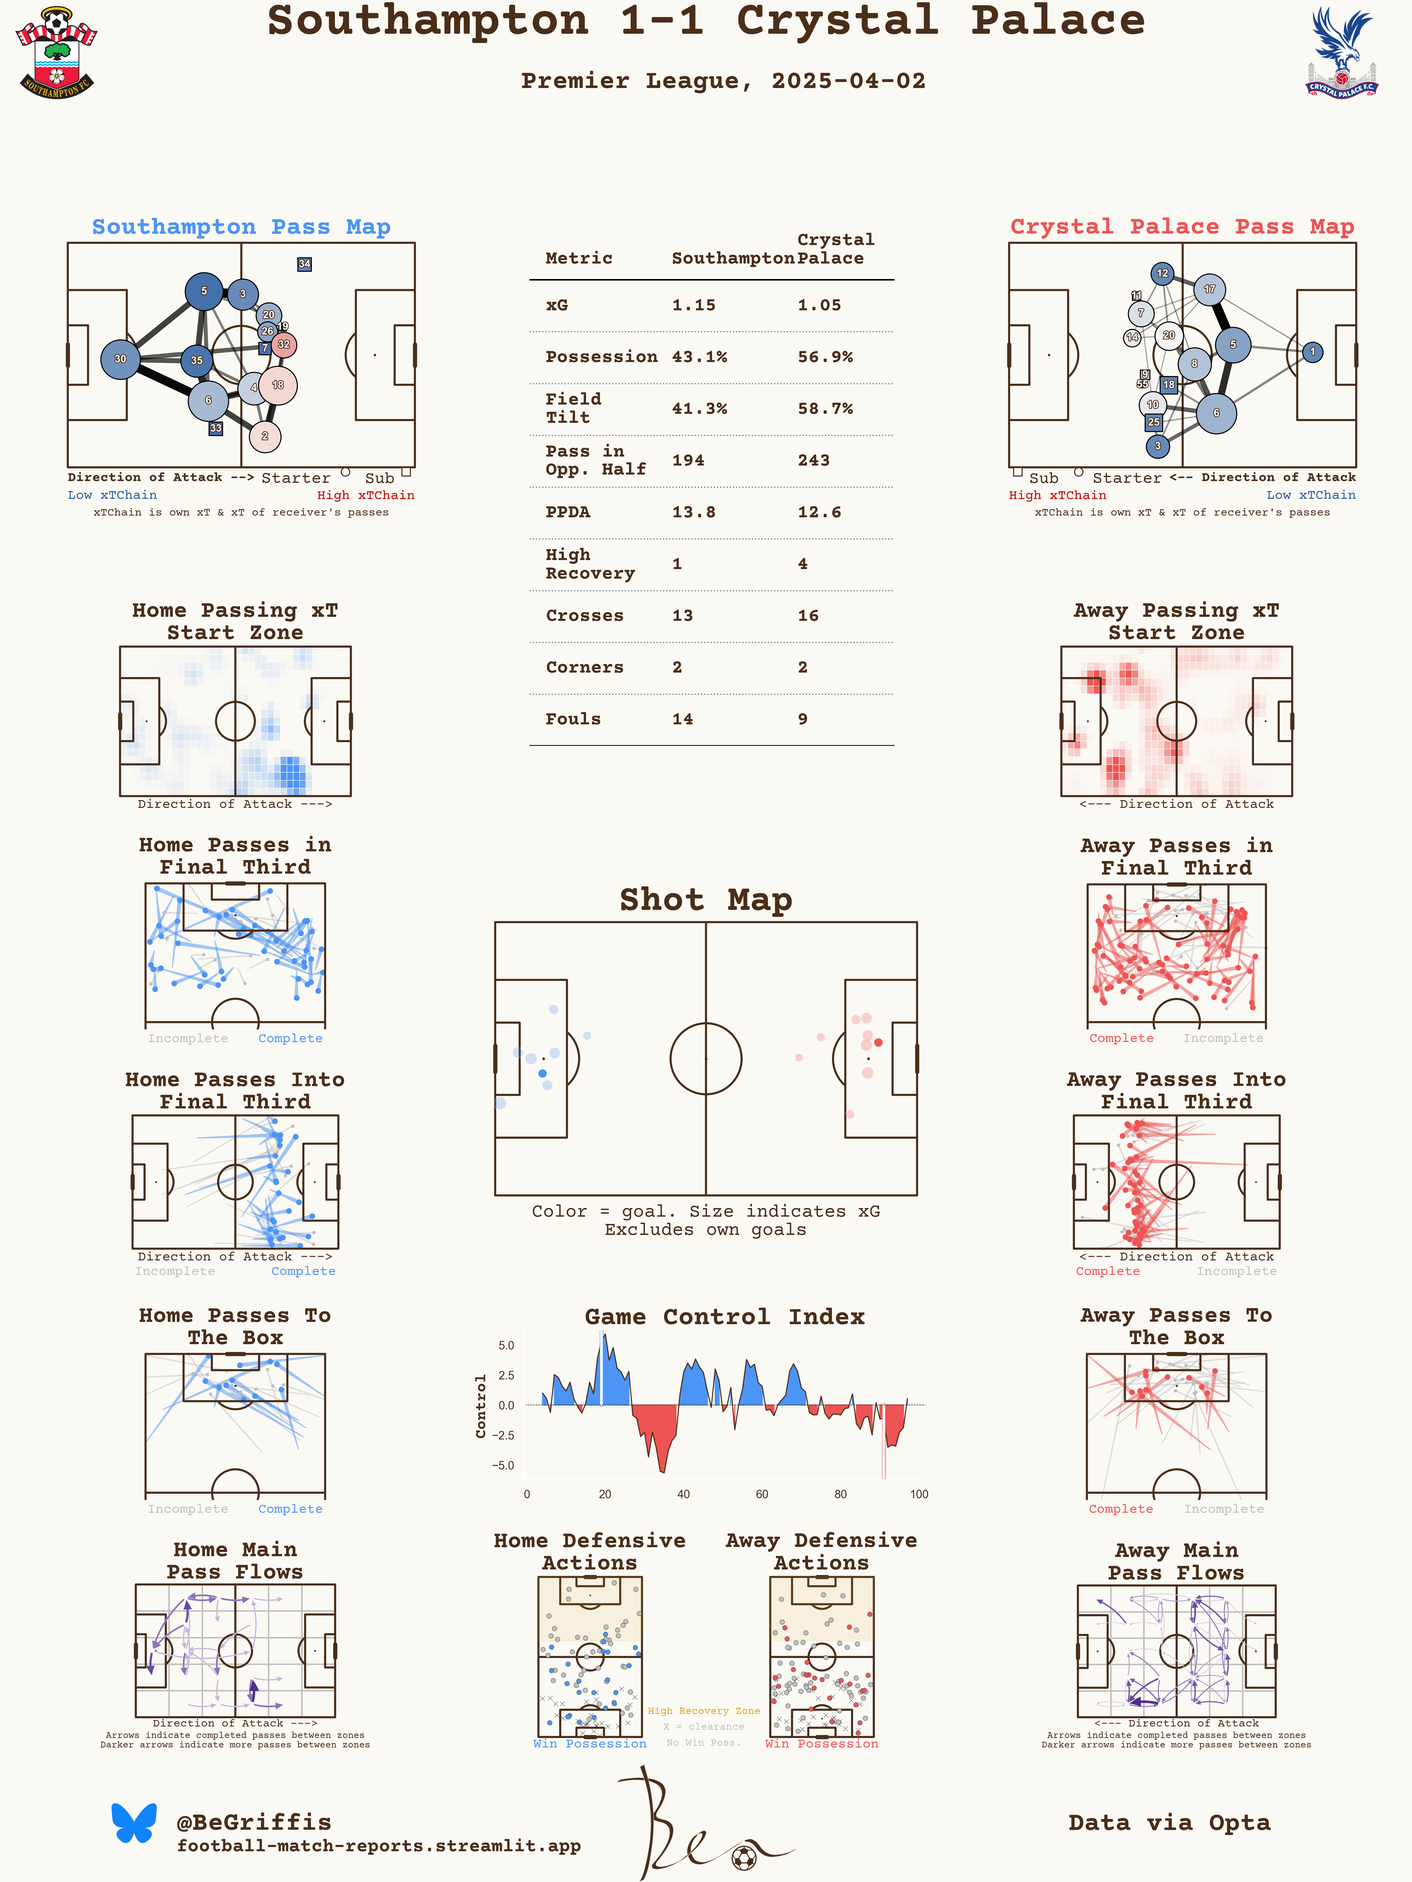 Southampton 1-1 Crystal Palace
Premier League, 2025-04-02
SOUTHAMPTON FC
CRYSTAL PALACE F.C.
Southampton Pass Map
34
5
3
20
19
26
7
32
30
35
4
18
6
33
2
Direction of Attack --> Starter Sub
Low xTChain High xTChain
xTChain is own xT & xT of receiver's passes
Metric Southampton Crystal Palace
xG 1.15 1.05
Possession 43.1% 56.9%
Field Tilt 41.3% 58.7%
Pass in Opp. Half 194 243
PPDA 13.8 12.6
High Recovery 1 4
Crosses 13 16
Corners 2 2
Fouls 14 9
Crystal Palace Pass Map
12
11
17
7
14
20
5
1
8
9
55
18
10
6
25
3
Sub Starter <-- Direction of Attack
High xTChain Low xTChain
xTChain is own xT & xT of receiver's passes
Home Passing xT
Start Zone
Direction of Attack --->
Away Passing xT
Start Zone
<--- Direction of Attack
Home Passes in
Final Third
Incomplete Complete
Shot Map
Color = goal. Size indicates xG
Excludes own goals
Away Passes in
Final Third
Complete Incomplete
Home Passes Into
Final Third
Direction of Attack --->
Incomplete Complete
Away Passes Into
Final Third
<--- Direction of Attack
Complete Incomplete
Home Passes To
The Box
Incomplete Complete
Game Control Index
Control
5.0
2.5
0.0
−2.5
−5.0
0 20 40 60 80 100
Away Passes To
The Box
Complete Incomplete
Home Main
Pass Flows
Direction of Attack --->
Arrows indicate completed passes between zones
Darker arrows indicate more passes between zones
Home Defensive
Actions
Win Possession
High Recovery Zone
X = clearance
No Win Poss.
Away Defensive
Actions
Win Possession
Away Main
Pass Flows
<--- Direction of Attack
Arrows indicate completed passes between zones
Darker arrows indicate more passes between zones
@BeGriffis
football-match-reports.streamlit.app
Ben
Data via Opta